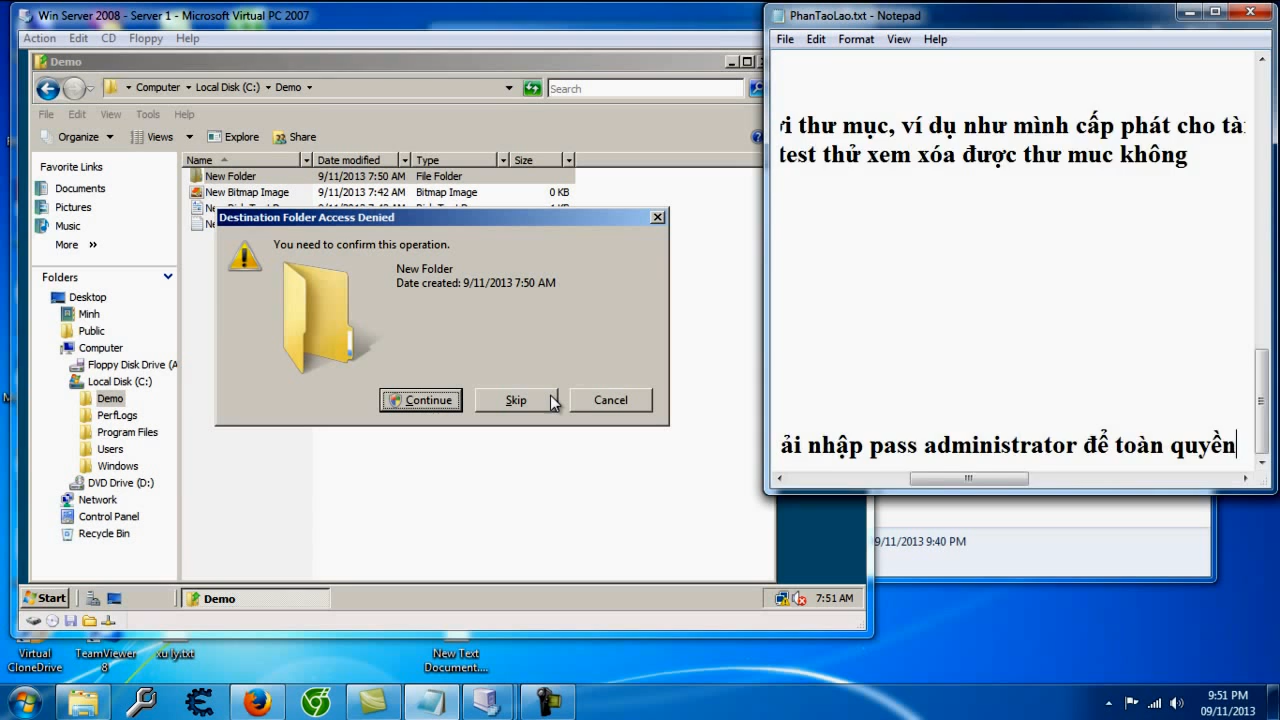 Win Server 2008 - Server 1 - Microsoft Virtual PC 2007
Action Edit CD Floppy Help
Demo
Computer Local Disk (C:) Demo
Search
File Edit View Tools Help
Organize Views Explore Share
Favorite Links
Documents
Pictures
Music
More »
Folders
Desktop
Minh
Public
Computer
Floppy Disk Drive (A
Local Disk (C:)
Demo
PerfLogs
Program Files
Users
Windows
DVD Drive (D:)
Network
Control Panel
Recycle Bin
Name Date modified Type Size
New Folder 9/11/2013 7:50 AM File Folder
New Bitmap Image 9/11/2013 7:42 AM Bitmap Image 0 KB
Destination Folder Access Denied
You need to confirm this operation.
New Folder
Date created: 9/11/2013 7:50 AM
Continue Skip Cancel
Start Demo 7:51 AM
PhanTaoLao.txt - Notepad
File Edit Format View Help
thư mục, ví dụ như mình cấp phát cho
test thử xem xóa được thư muc không
ải nhập pass administrator để toàn quyền
9/11/2013 9:40 PM
Virtual
CloneDrive
TeamViewer
8
xu ly.txt
New Text
Document....
9:51 PM
09/11/2013